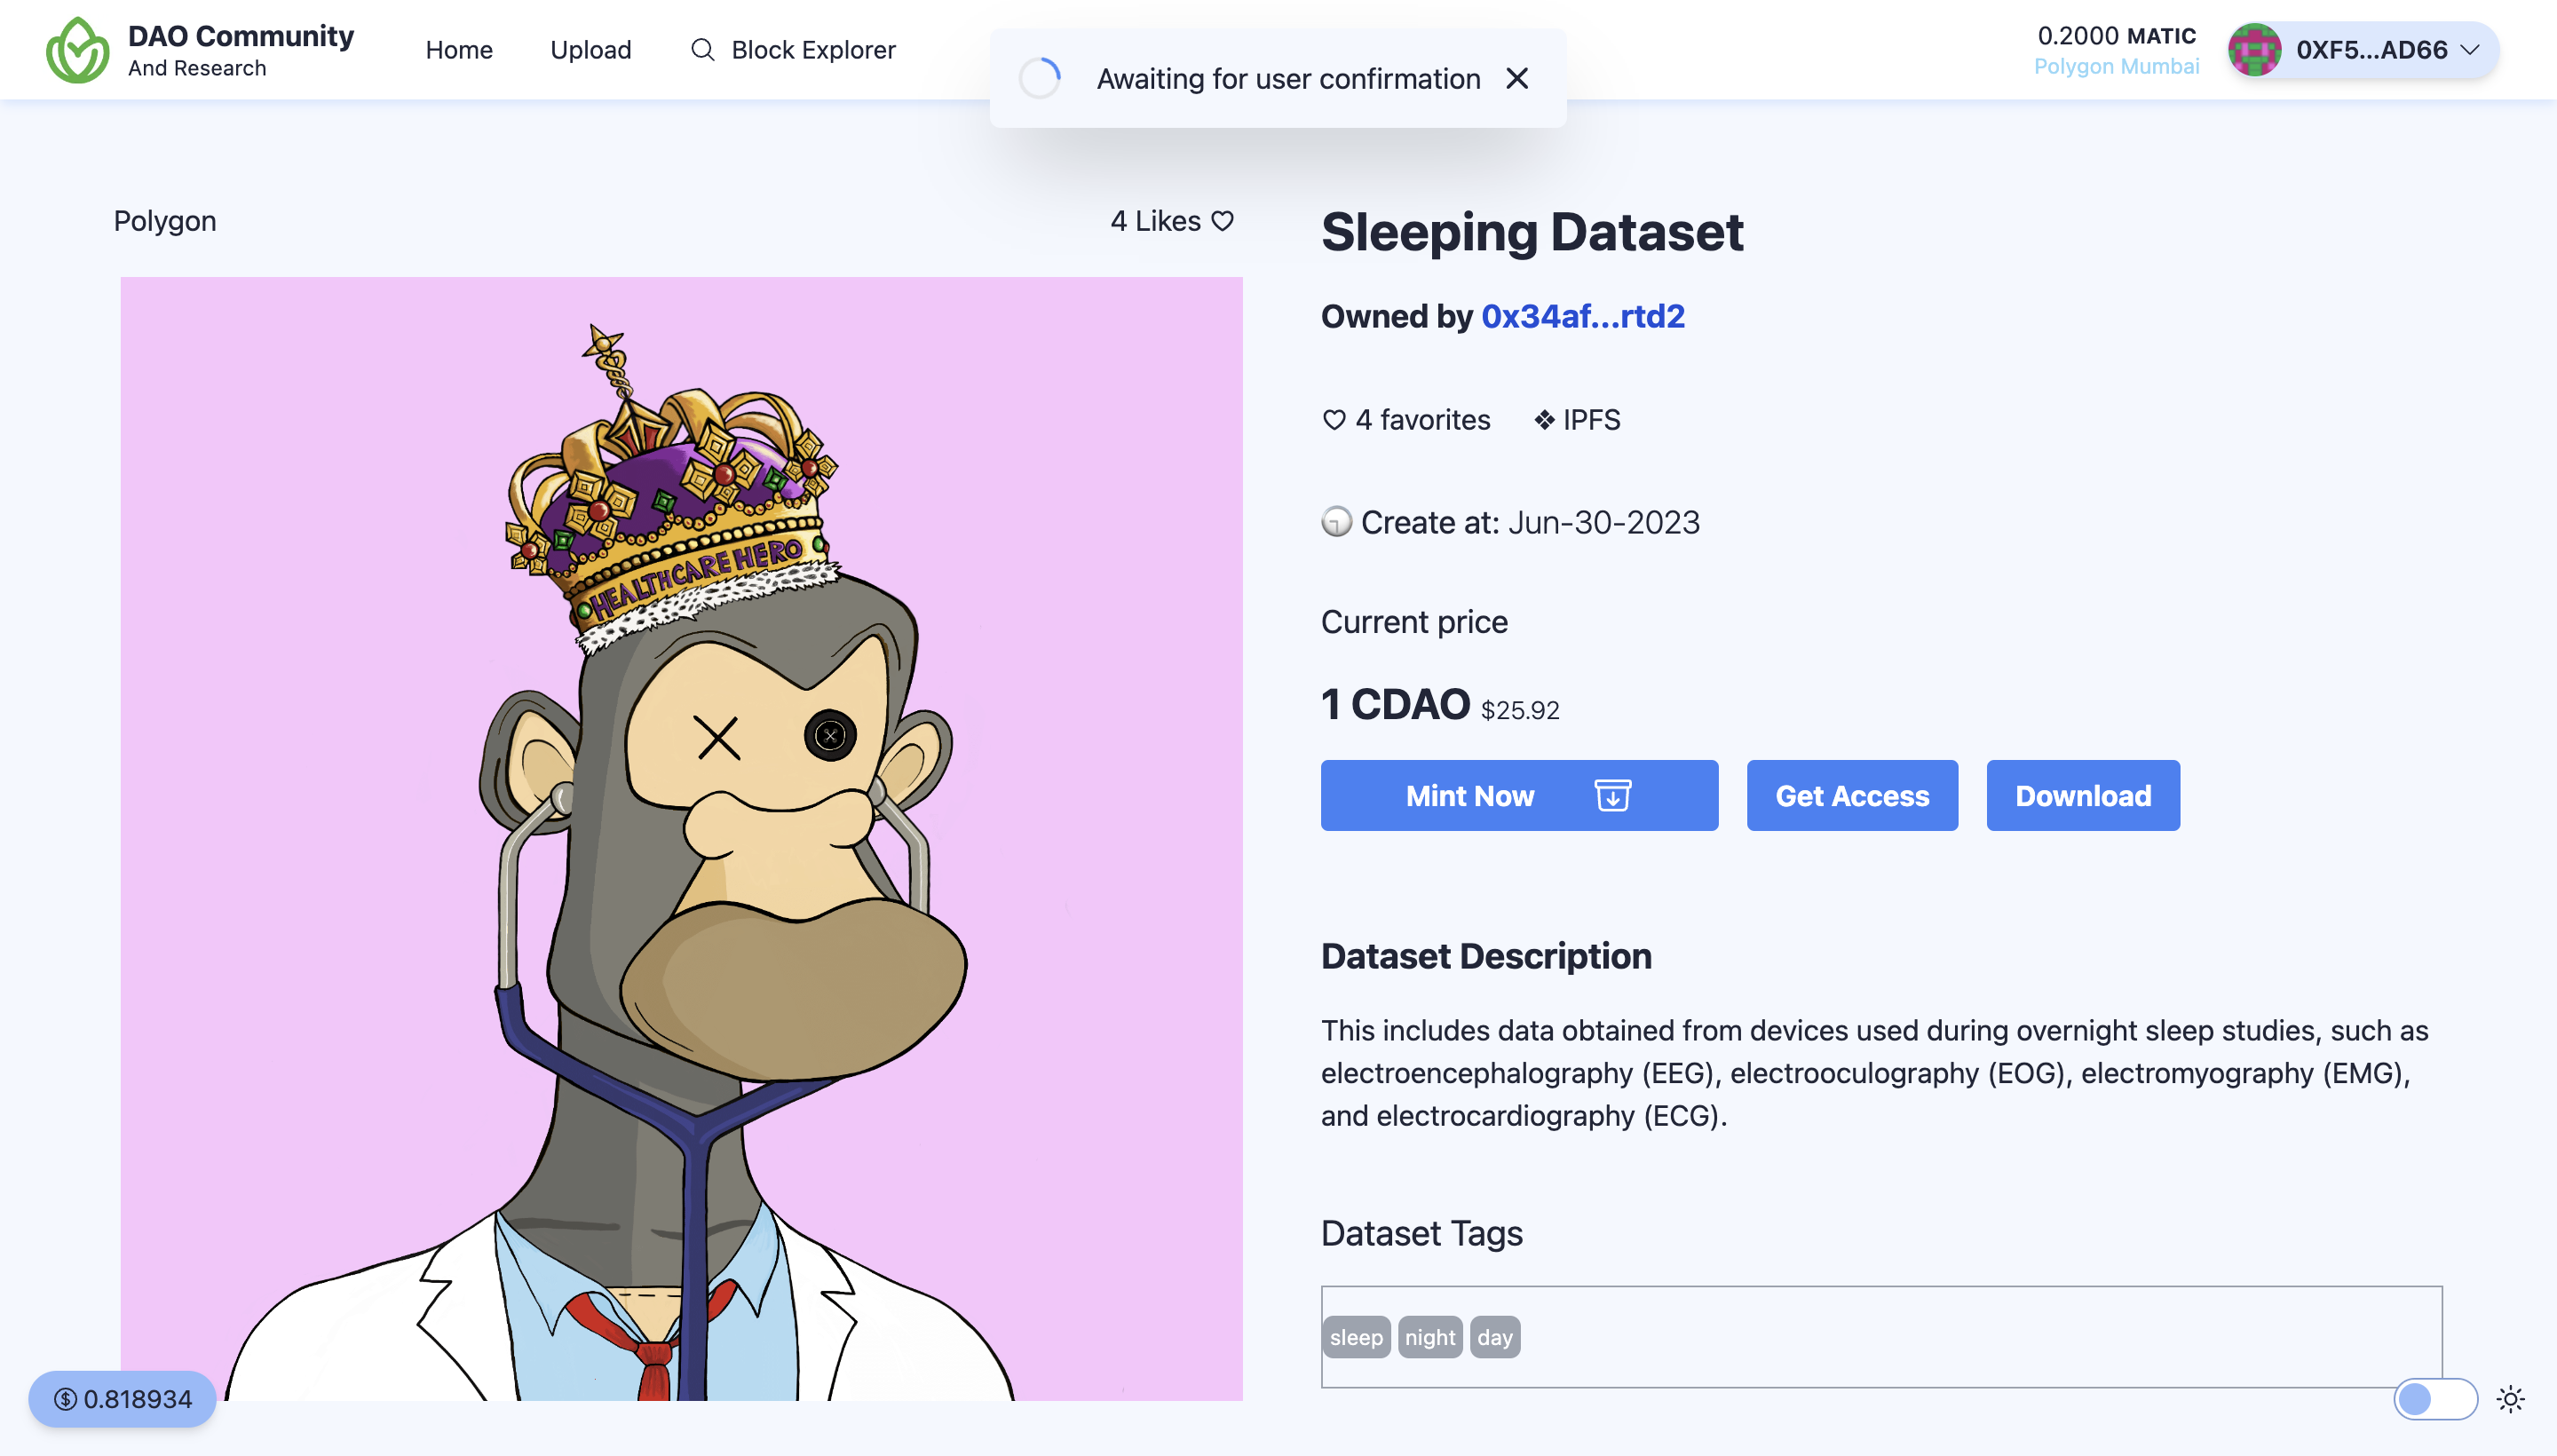 DAO Community
And Research
Home
Upload
Block Explorer
Awaiting for user confirmation
0.2000 MATIC
Polygon Mumbai
0XF5...AD66
Polygon
4 Likes
HEALTHCARE HERO
Sleeping Dataset
Owned by 0x34af...rtd2
4 favorites
IPFS
Create at: Jun-30-2023
Current price
1 CDAO $25.92
Mint Now
Get Access
Download
Dataset Description
This includes data obtained from devices used during overnight sleep studies, such as
electroencephalography (EEG), electrooculography (EOG), electromyography (EMG),
and electrocardiography (ECG).
Dataset Tags
sleep night day
0.818934